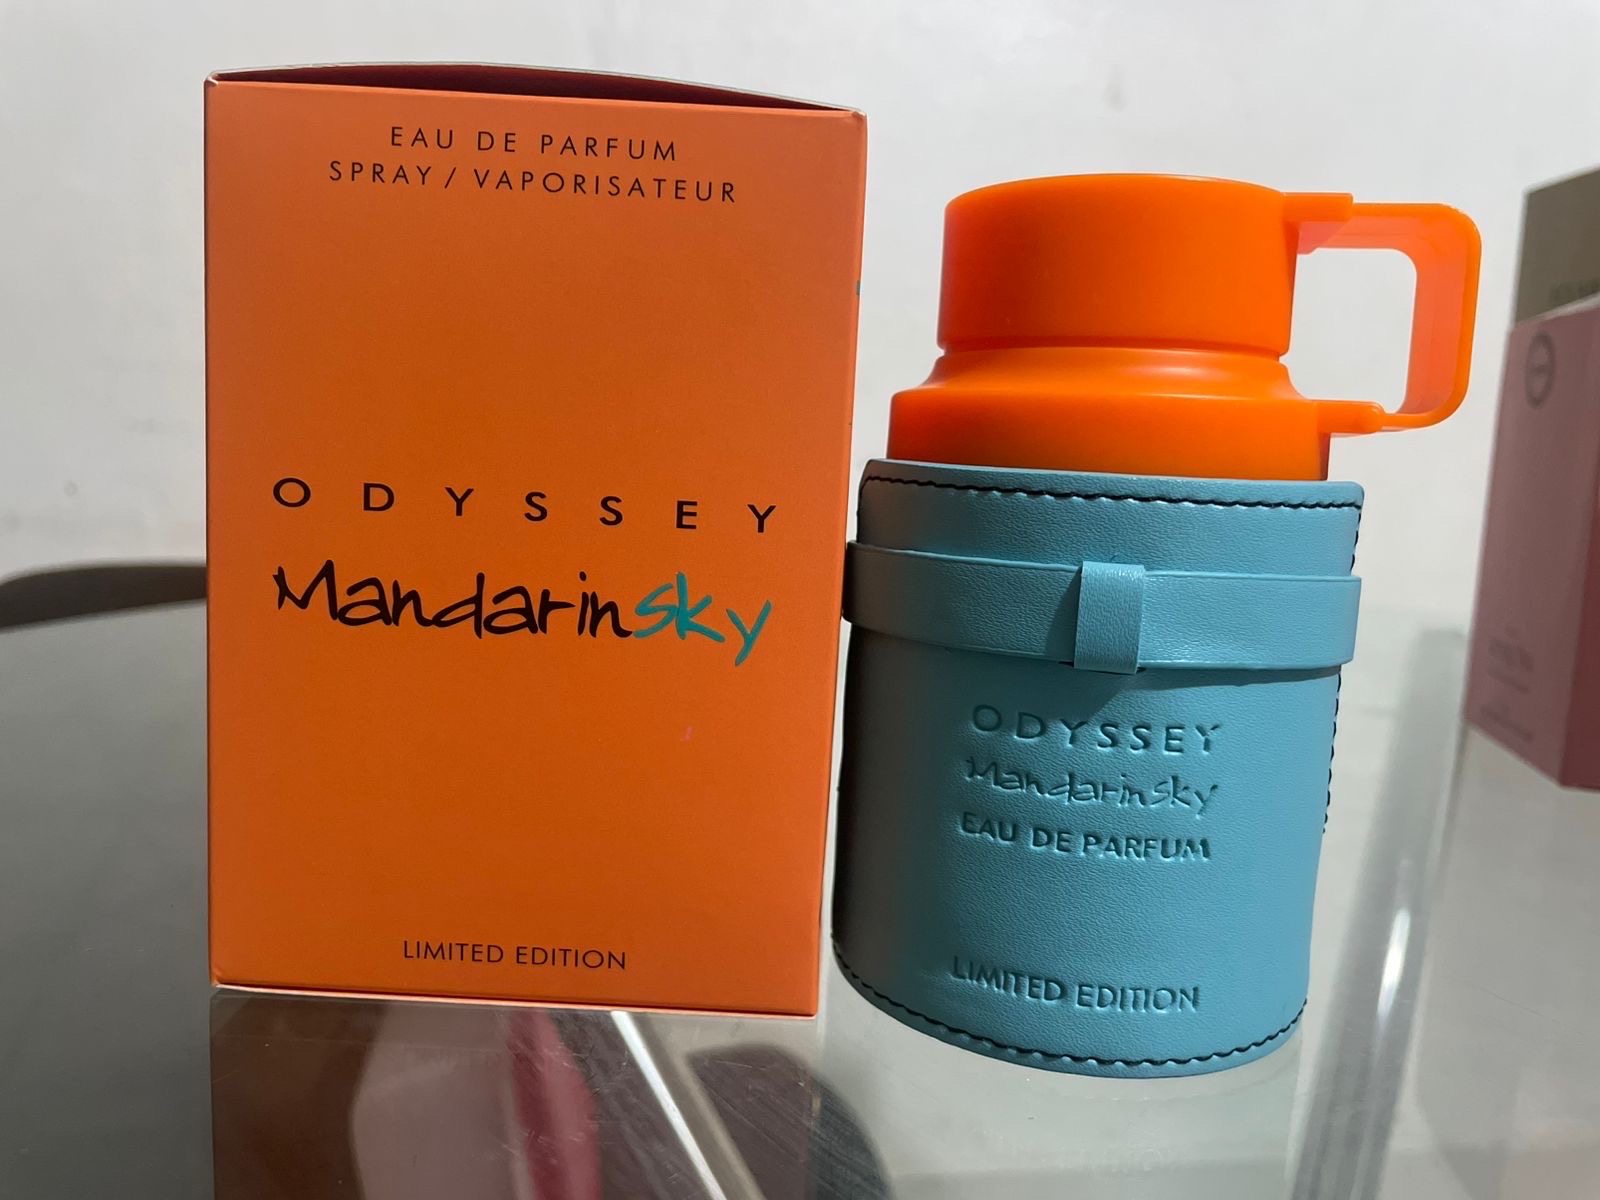 EAU DE PARFUM
SPRAY / VAPORISATEUR
ODYSSEY
Mandarinsky
LIMITED EDITION
ODYSSEY
Mandarinsky
EAU DE PARFUM
LIMITED EDITION